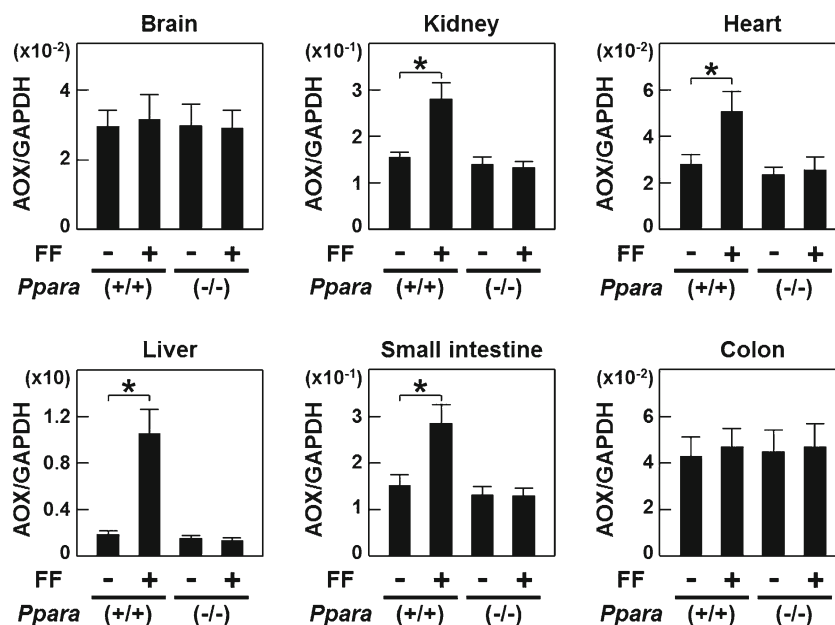 Brain
(x10-2)
AOX/GAPDH
4
2
0
FF - + - +
Ppara (+/+) (-/-)
Kidney
(x10-1)
AOX/GAPDH
3
2
1
0
*
FF - + - +
Ppara (+/+) (-/-)
Heart
(x10-2)
AOX/GAPDH
6
4
2
0
*
FF - + - +
Ppara (+/+) (-/-)
Liver
(x10)
AOX/GAPDH
1.2
0.8
0.4
0
*
FF - + - +
Ppara (+/+) (-/-)
Small intestine
(x10-1)
AOX/GAPDH
3
2
1
0
*
FF - + - +
Ppara (+/+) (-/-)
Colon
(x10-2)
AOX/GAPDH
6
4
2
0
FF - + - +
Ppara (+/+) (-/-)